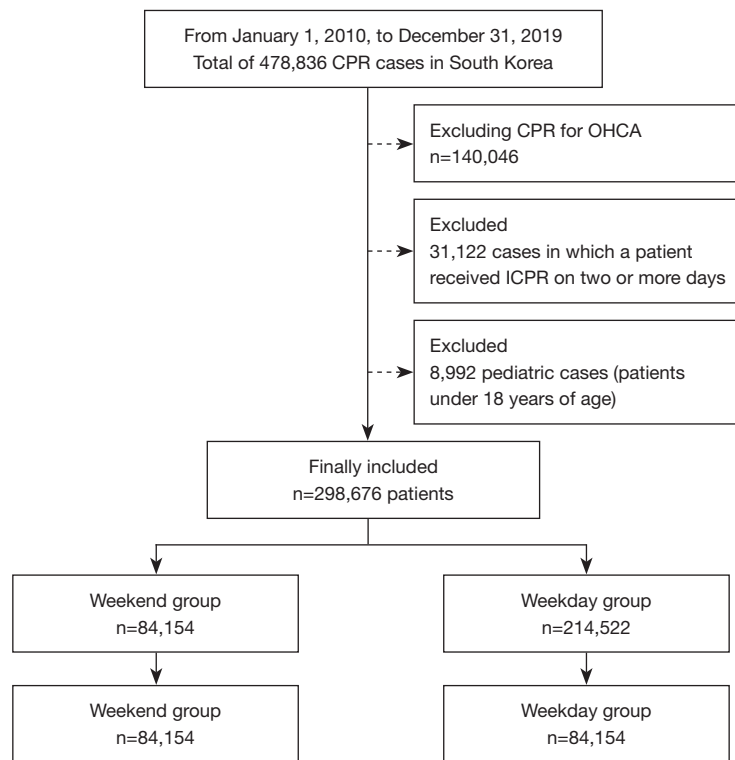 From January 1, 2010, to December 31, 2019
Total of 478,836 CPR cases in South Korea
Excluding CPR for OHCA
n=140,046
Excluded
31,122 cases in which a patient
received ICPR on two or more days
Excluded
8,992 pediatric cases (patients
under 18 years of age)
Finally included
n=298,676 patients
Weekend group
n=84,154
Weekday group
n=214,522
Weekend group
n=84,154
Weekday group
n=84,154